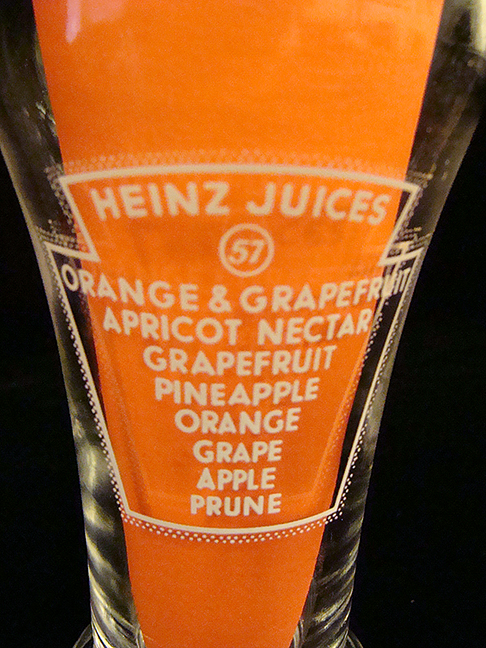 HEINZ JUICES
57
ORANGE & GRAPEFRUIT
APRICOT NECTAR
GRAPEFRUIT
PINEAPPLE
ORANGE
GRAPE
APPLE
PRUNE